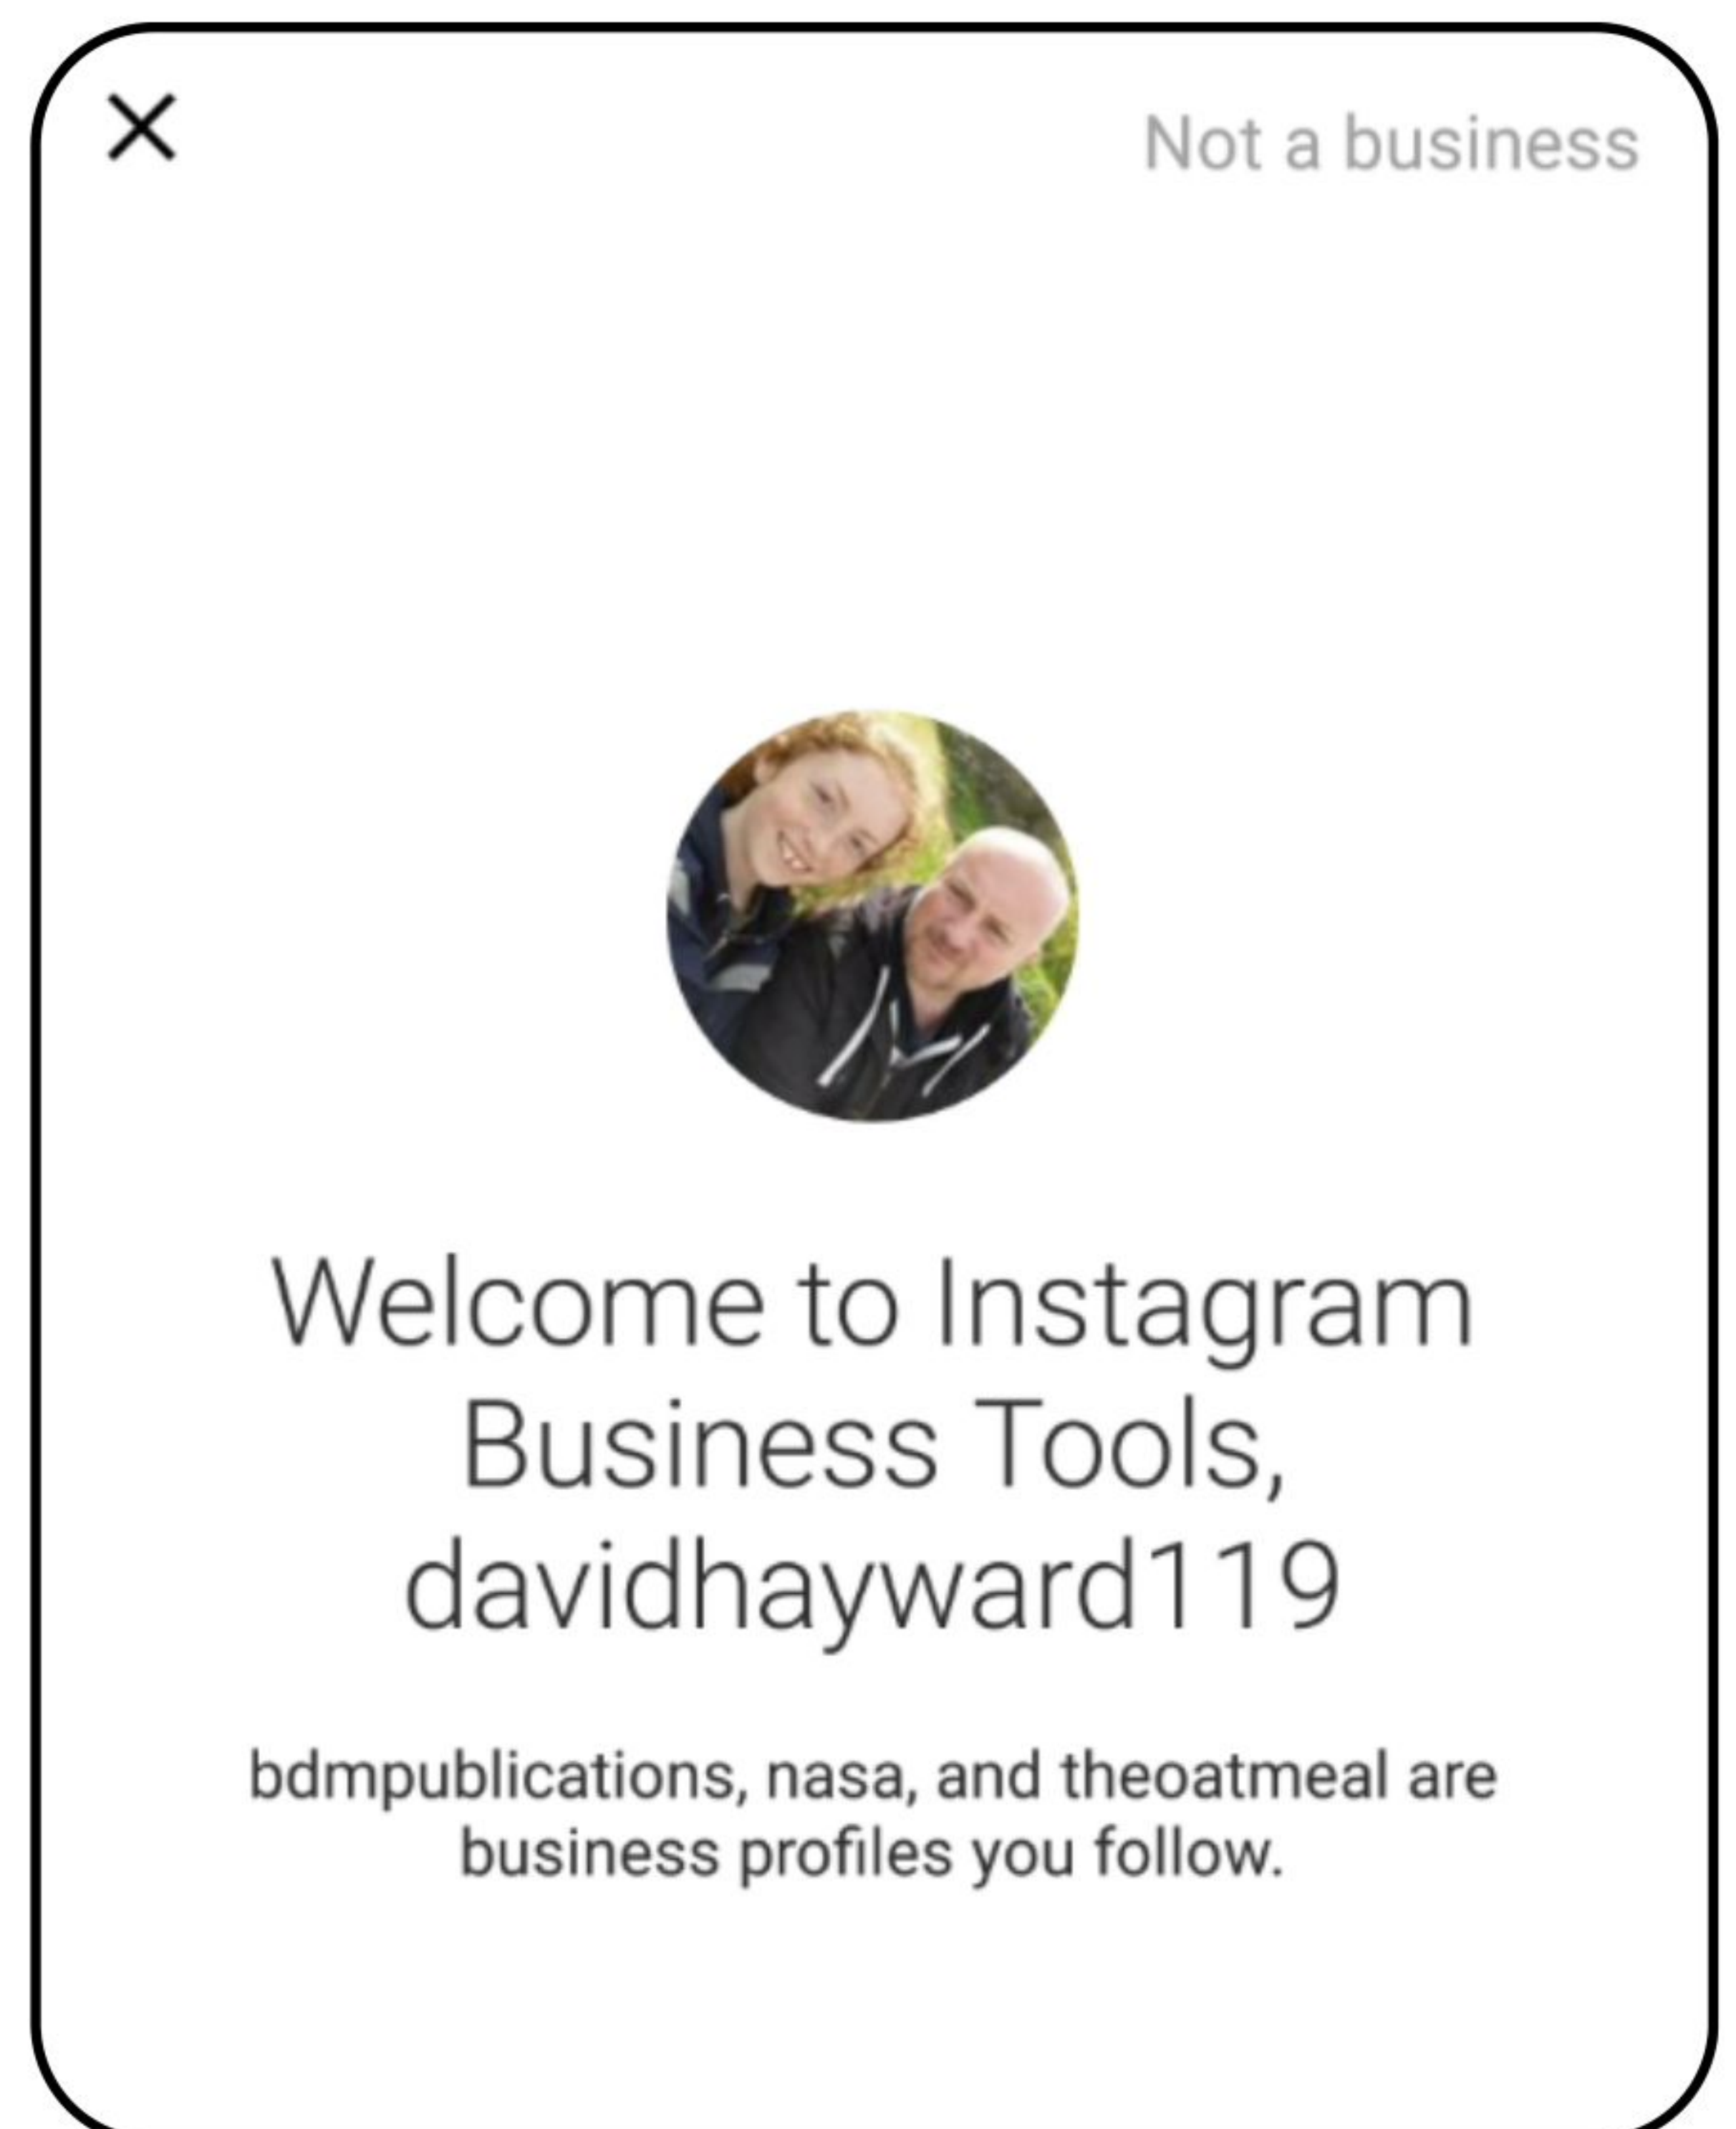 Not a business
Welcome to Instagram
Business Tools,
davidhayward119
bdmpublications, nasa, and theoatmeal are
business profiles you follow.